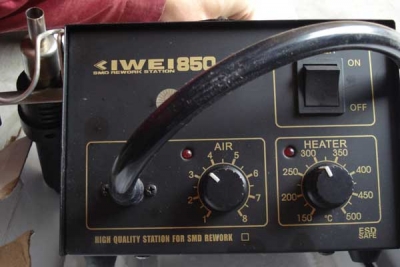 KIWEI 850
SMD REWORK STATION
ON
OFF
AIR
1 2 3 4 5 6 7 8
HEATER
150 200 250 300 350 400 450 500
°C
HIGH QUALITY STATION FOR SMD REWORK
ESD
SAFE